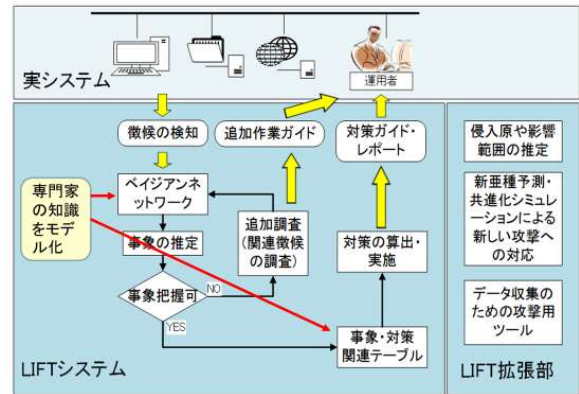 実システム
運用者
徴候の検知
追加作業ガイド
対策ガイド・
レポート
専門家
の知識
をモデ
ル化
ベイジアンネ
ットワーク
事象の推定
事象把握可
NO
YES
追加調査
(関連徴候
の調査)
対策の算出・
実施
事象・対策
関連テーブル
LIFTシステム
侵入原や影響
範囲の推定
新亜種予測・
共進化シミュ
レーションによる
新しい攻撃へ
の対応
データ収集の
ための攻撃用
ツール
LIFT拡張部